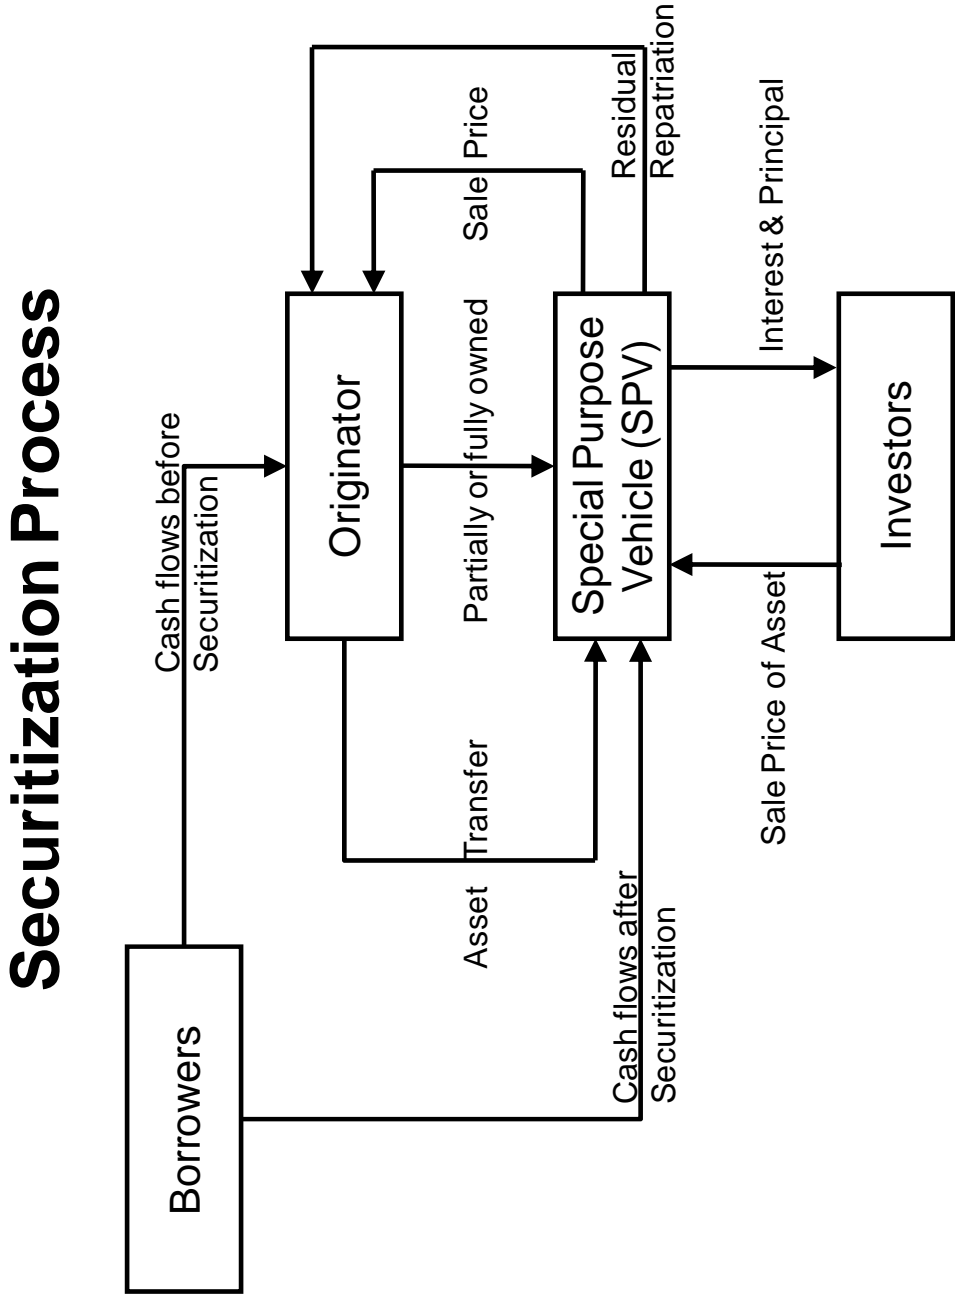 Securitization Process
Borrowers
Cash flows before
Securitization
Originator
Asset Transfer
Partially or fully owned
Sale Price
Cash flows after
Securitization
Special Purpose
Vehicle (SPV)
Residual
Repatriation
Sale Price of Asset
Interest & Principal
Investors